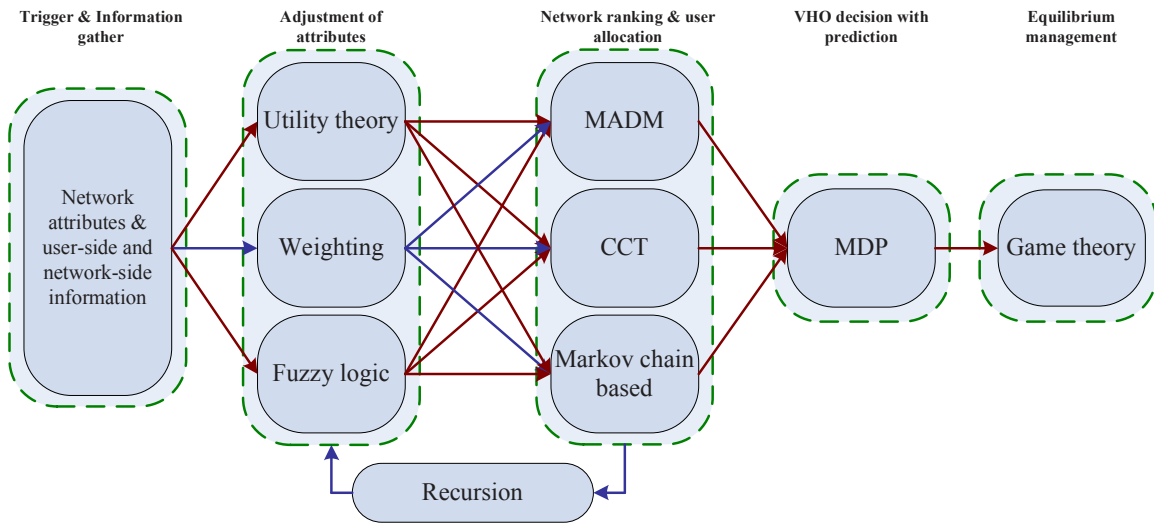 Trigger & Information
gather
Adjustment of
attributes
Network ranking & user
allocation
VHO decision with
prediction
Equilibrium
management
Network
attributes &
user-side and
network-side
information
Utility theory
Weighting
Fuzzy logic
MADM
CCT
Markov chain
based
MDP
Game theory
Recursion